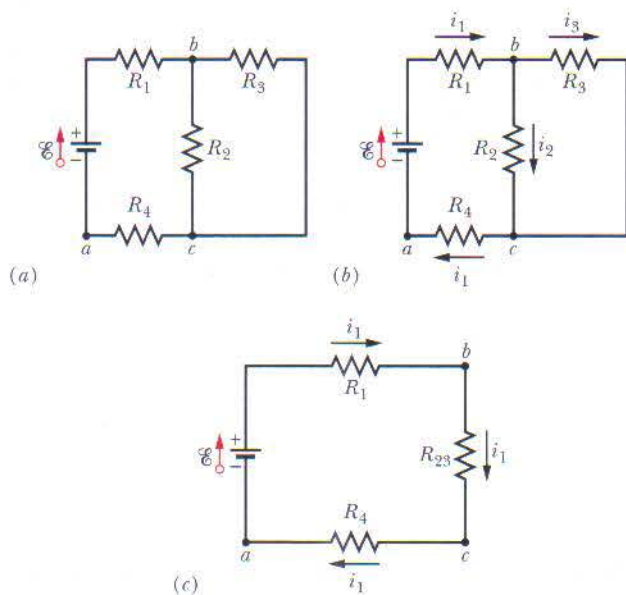 b
R₁ R₃
+
ℰ
−
R₂
R₄
a c
(a)
i₁ b i₃
R₁ R₃
+
ℰ
−
R₂ i₂
R₄
a c
i₁
(b)
i₁ b
R₁
+
ℰ
−
R₂₃ i₁
R₄
a c
i₁
(c)